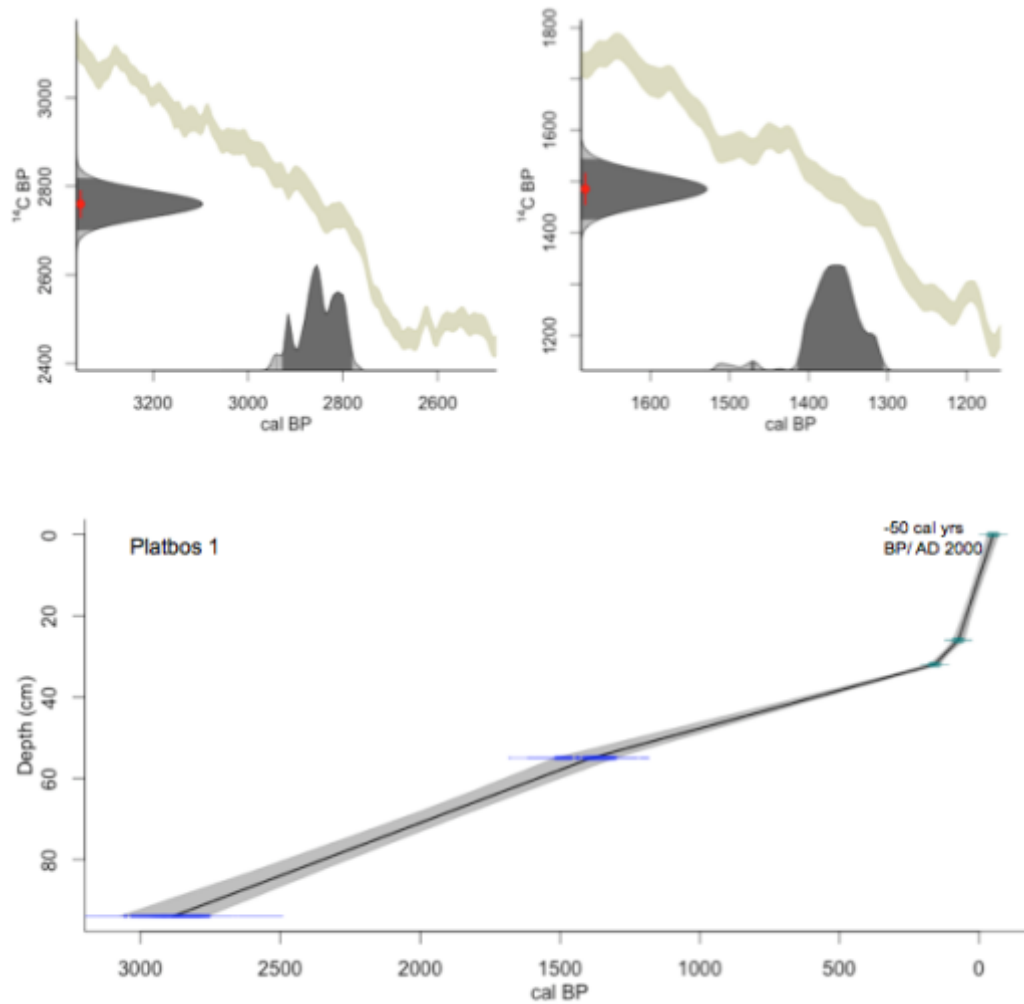 3000
2800
2600
2400
¹⁴C BP
3200 3000 2800 2600
cal BP
1800
1600
1400
1200
¹⁴C BP
1600 1500 1400 1300 1200
cal BP
Platbos 1
-50 cal yrs
BP/ AD 2000
0
20
40
60
80
Depth (cm)
3000 2500 2000 1500 1000 500 0
cal BP